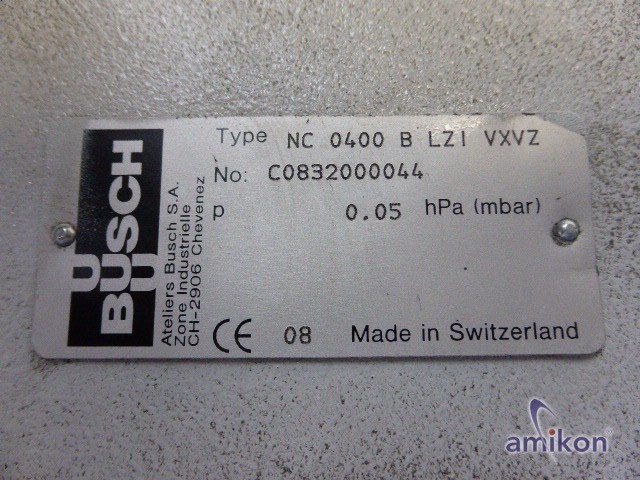 Type NC 0400 B LZI VXVZ
No: C0832000044
p 0.05 hPa (mbar)
CE 08 Made in Switzerland
BUSCH
Ateliers Busch S.A.
Zone Industrielle
CH-2906 Chevenez
amikon